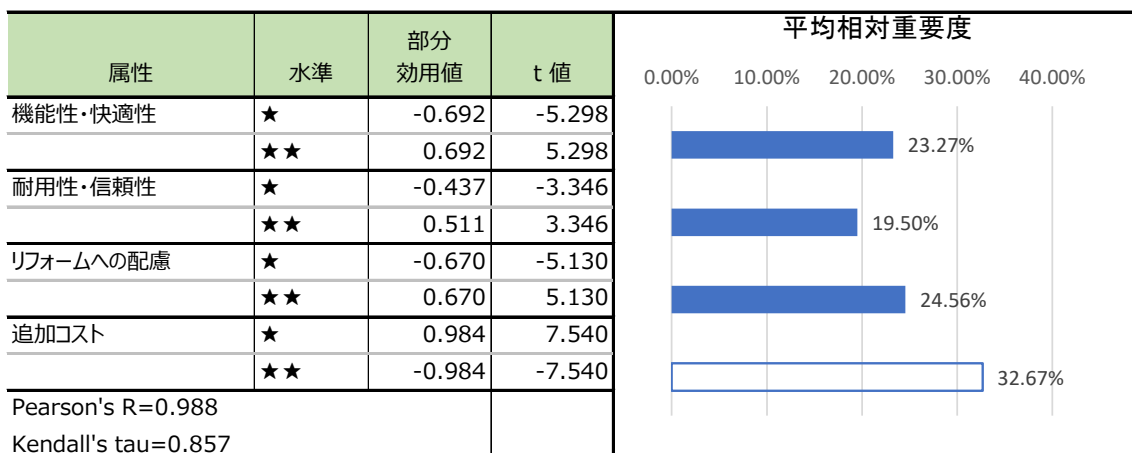 属性 水準 部分効用値 t 値
機能性・快適性 ★ -0.692 -5.298
★★ 0.692 5.298
耐用性・信頼性 ★ -0.437 -3.346
★★ 0.511 3.346
リフォームへの配慮 ★ -0.670 -5.130
★★ 0.670 5.130
追加コスト ★ 0.984 7.540
★★ -0.984 -7.540
Pearson's R=0.988
Kendall's tau=0.857
平均相対重要度
0.00% 10.00% 20.00% 30.00% 40.00%
23.27%
19.50%
24.56%
32.67%